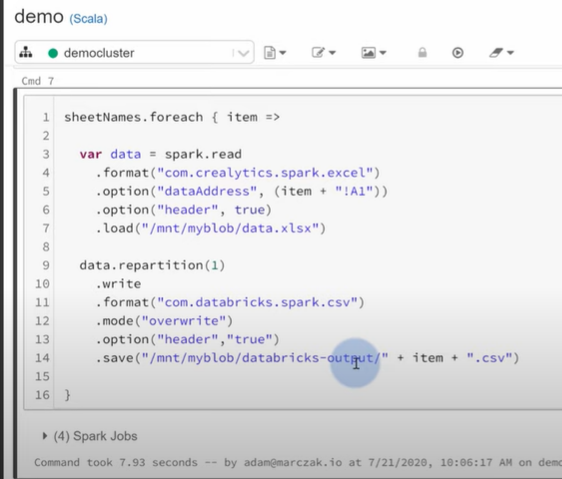 demo (Scala)
democluster
Cmd 7
1 sheetNames.foreach { item =>
2
3 var data = spark.read
4 .format("com.crealytics.spark.excel")
5 .option("dataAddress", (item + "!A1"))
6 .option("header", true)
7 .load("/mnt/myblob/data.xlsx")
8
9 data.repartition(1)
10 .write
11 .format("com.databricks.spark.csv")
12 .mode("overwrite")
13 .option("header","true")
14 .save("/mnt/myblob/databricks-output/" + item + ".csv")
15
16 }
(4) Spark Jobs
Command took 7.93 seconds -- by adam@marczak.io at 7/21/2020, 10:06:17 AM on demo